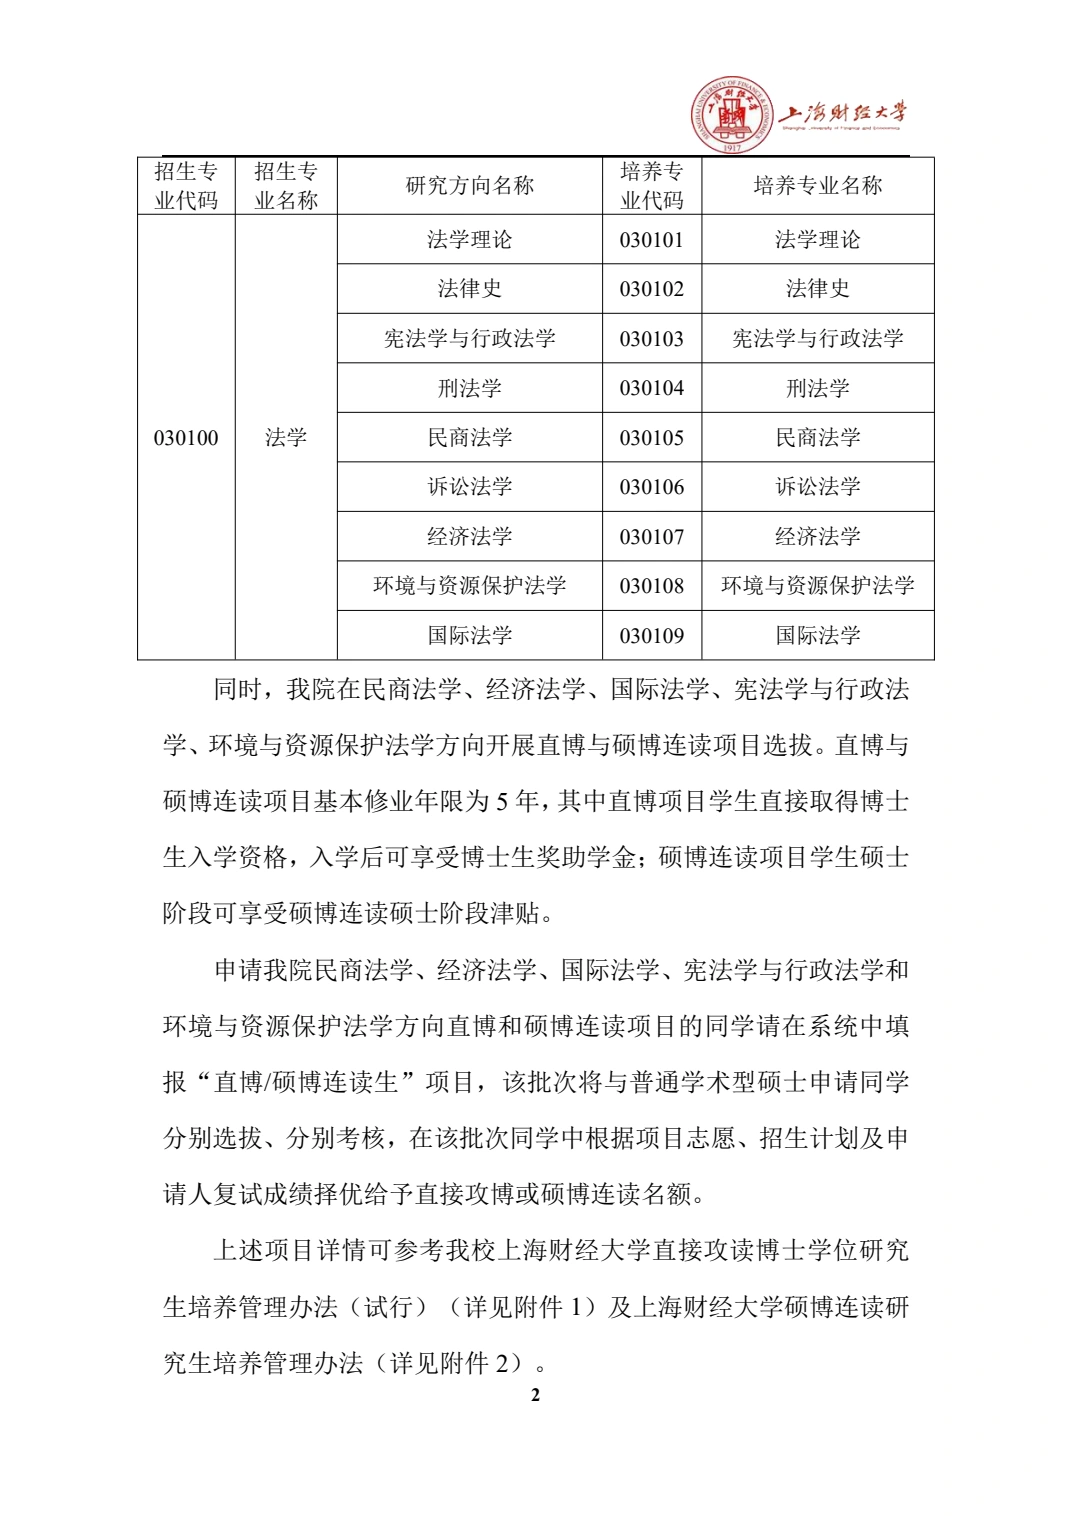 上海财经大学
SHANGHAI UNIVERSITY OF FINANCE & ECONOMICS
1917
招生专业代码 招生专业名称 研究方向名称 培养专业代码 培养专业名称
030100 法学
法学理论 030101 法学理论
法律史 030102 法律史
宪法学与行政法学 030103 宪法学与行政法学
刑法学 030104 刑法学
民商法学 030105 民商法学
诉讼法学 030106 诉讼法学
经济法学 030107 经济法学
环境与资源保护法学 030108 环境与资源保护法学
国际法学 030109 国际法学
同时，我院在民商法学、经济法学、国际法学、宪法学与行政法
学、环境与资源保护法学方向开展直博与硕博连读项目选拔。直博与
硕博连读项目基本修业年限为 5 年，其中直博项目学生直接取得博士
生入学资格，入学后可享受博士生奖助学金；硕博连读项目学生硕士
阶段可享受硕博连读硕士阶段津贴。
申请我院民商法学、经济法学、国际法学、宪法学与行政法学和
环境与资源保护法学方向直博和硕博连读项目的同学请在系统中填
报“直博/硕博连读生”项目，该批次将与普通学术型硕士申请同学
分别选拔、分别考核，在该批次同学中根据项目志愿、招生计划及申
请人复试成绩择优给予直接攻博或硕博连读名额。
上述项目详情可参考我校上海财经大学直接攻读博士学位研究
生培养管理办法（试行）（详见附件 1）及上海财经大学硕博连读研
究生培养管理办法（详见附件 2）。
2